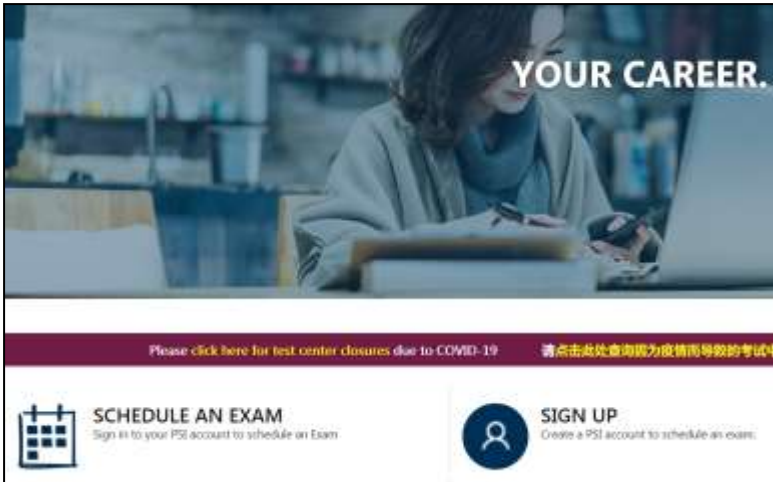 YOUR CAREER.
Please click here for test center closures due to COVID-19
请点击此处查询因为疫情而导致的考试中
SCHEDULE AN EXAM
Sign in to your PSI account to schedule an Exam
SIGN UP
Create a PSI account to schedule an exam.